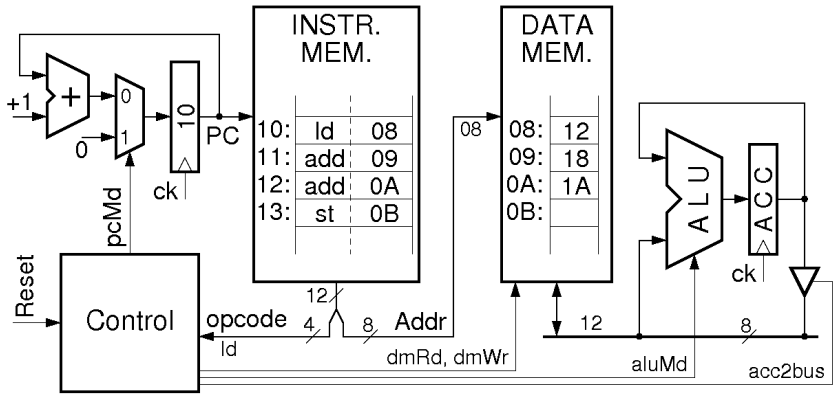 INSTR.
MEM.
DATA
MEM.
+1
+
0
1
0
10
PC
ck
pcMd
10: ld 08
11: add 09
12: add 0A
13: st 0B
08
08: 12
09: 18
0A: 1A
0B:
ALU
ACC
ck
Reset
Control
12
opcode
4
ld
8
Addr
dmRd, dmWr
12
8
aluMd
acc2bus